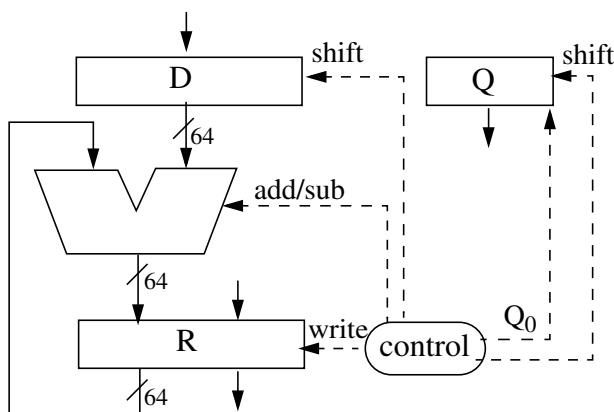 shift
shift
D
Q
64
add/sub
64
Q0
write
R
control
64